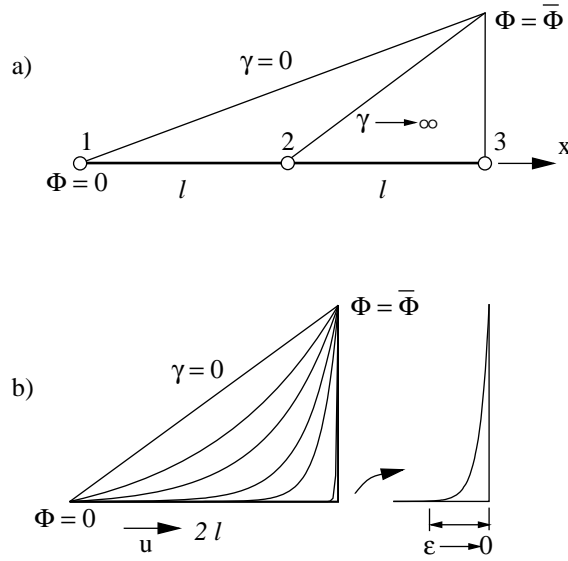 Φ = Φ̅
a)
γ = 0
γ → ∞
1 2 3
x
Φ = 0
l l
Φ = Φ̅
γ = 0
b)
Φ = 0
u
2 l
ε → 0